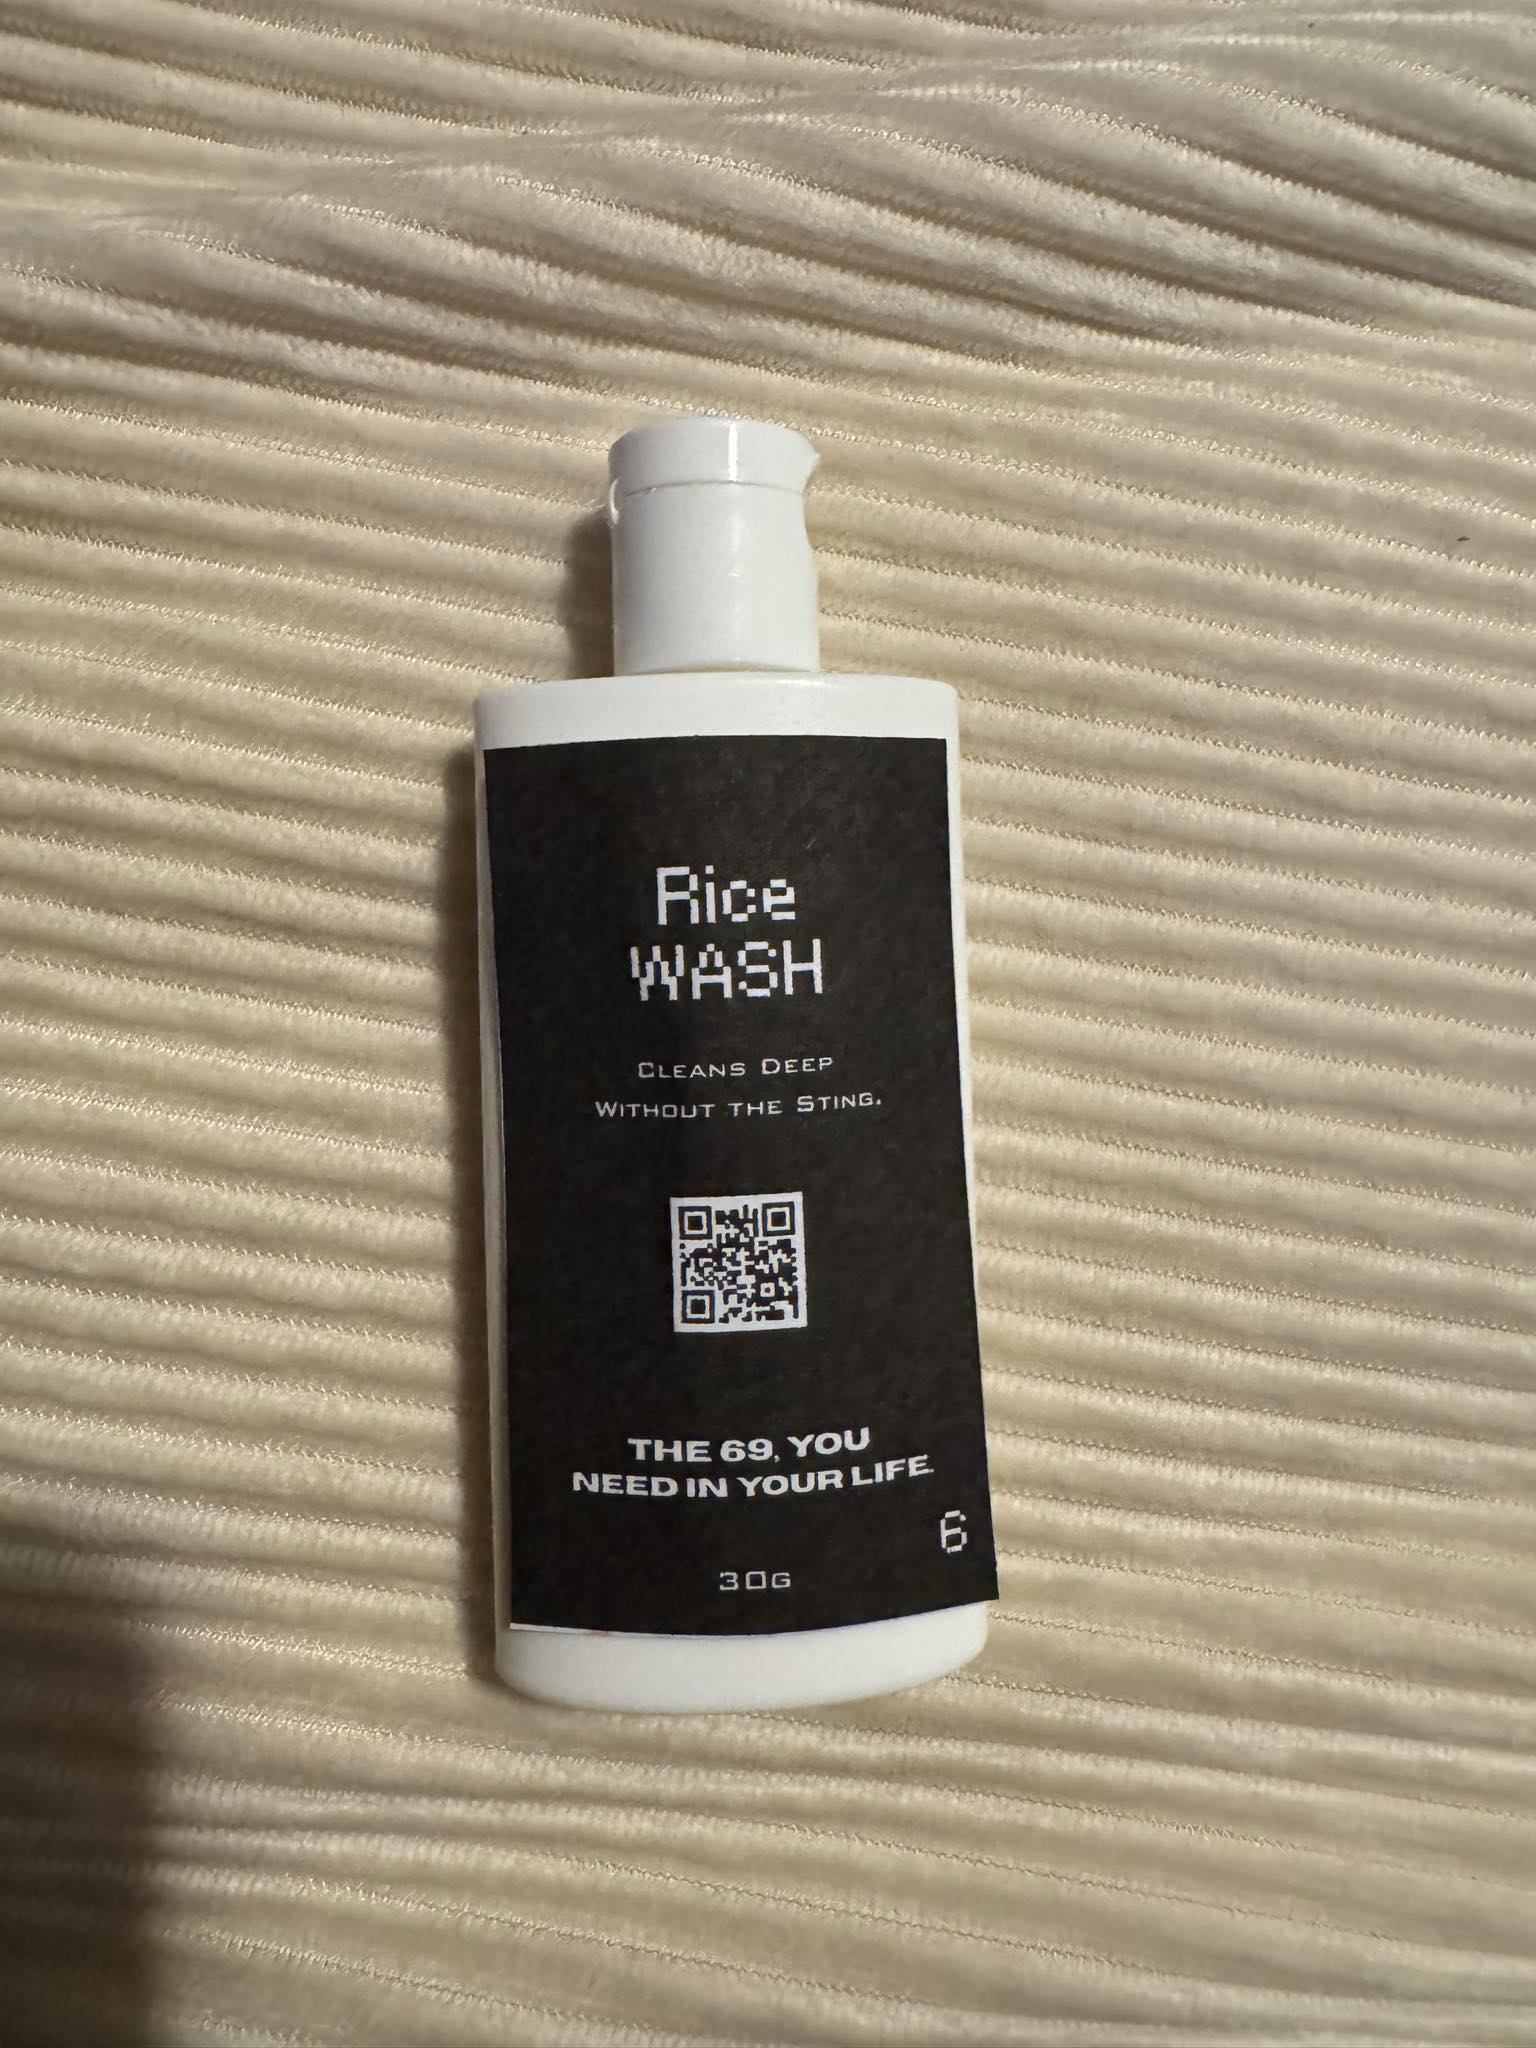 Rice
WASH
CLEANS DEEP
WITHOUT THE STING.
THE 69, YOU
NEED IN YOUR LIFE.
6
30G